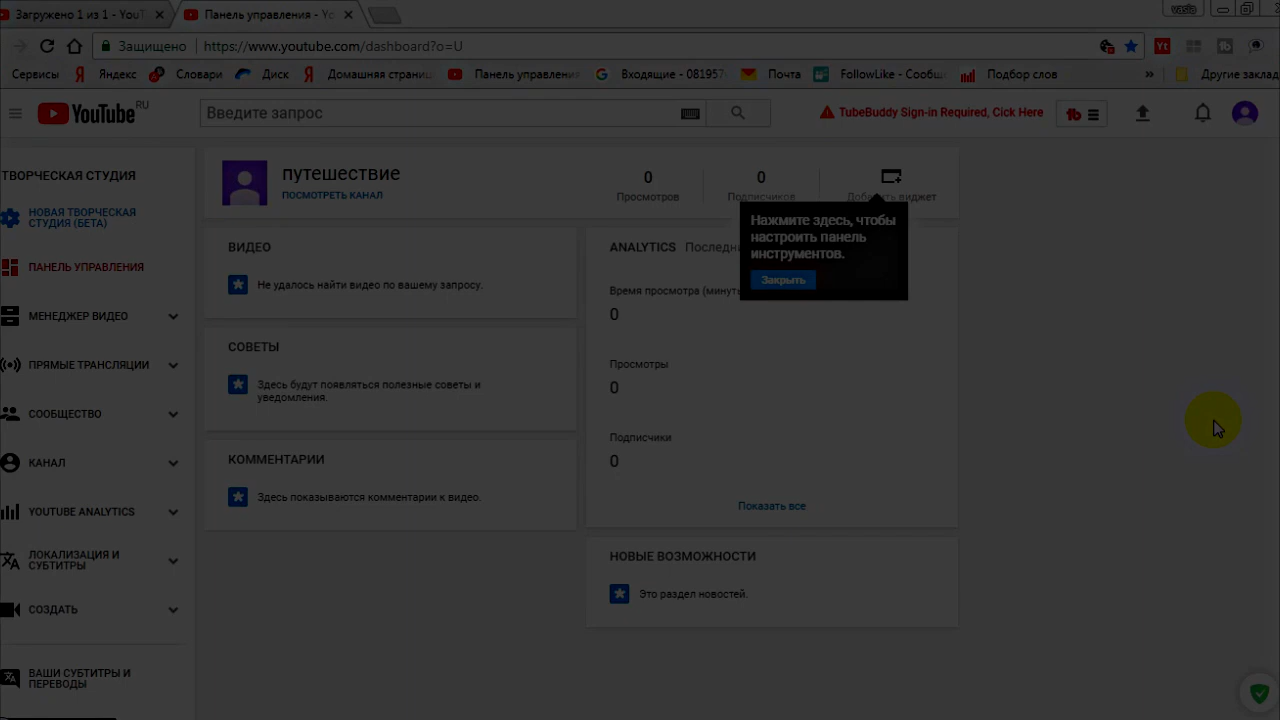 Загружено 1 из 1 - YouT
Панель управления - Yo
vasia
Защищено
https://www.youtube.com/dashboard?o=U
Сервисы
Яндекс
Словари
Диск
Домашняя страниц
Панель управления
Входящие - 081957
Почта
FollowLike - Сообщ
Подбор слов
»
Другие заклад
YouTube RU
Введите запрос
TubeBuddy Sign-in Required, Cick Here
ТВОРЧЕСКАЯ СТУДИЯ
НОВАЯ ТВОРЧЕСКАЯ
СТУДИЯ (БЕТА)
ПАНЕЛЬ УПРАВЛЕНИЯ
МЕНЕДЖЕР ВИДЕО
ПРЯМЫЕ ТРАНСЛЯЦИИ
СООБЩЕСТВО
КАНАЛ
YOUTUBE ANALYTICS
ЛОКАЛИЗАЦИЯ И
СУБТИТРЫ
СОЗДАТЬ
ВАШИ СУБТИТРЫ И
ПЕРЕВОДЫ
путешествие
ПОСМОТРЕТЬ КАНАЛ
0
Просмотров
0
Подписчиков
Добавить виджет
Нажмите здесь, чтобы
настроить панель
инструментов.
Закрыть
ВИДЕО
Не удалось найти видео по вашему запросу.
СОВЕТЫ
Здесь будут появляться полезные советы и
уведомления.
КОММЕНТАРИИ
Здесь показываются комментарии к видео.
ANALYTICS Последн
Время просмотра (минуты
0
Просмотры
0
Подписчики
0
Показать все
НОВЫЕ ВОЗМОЖНОСТИ
Это раздел новостей.